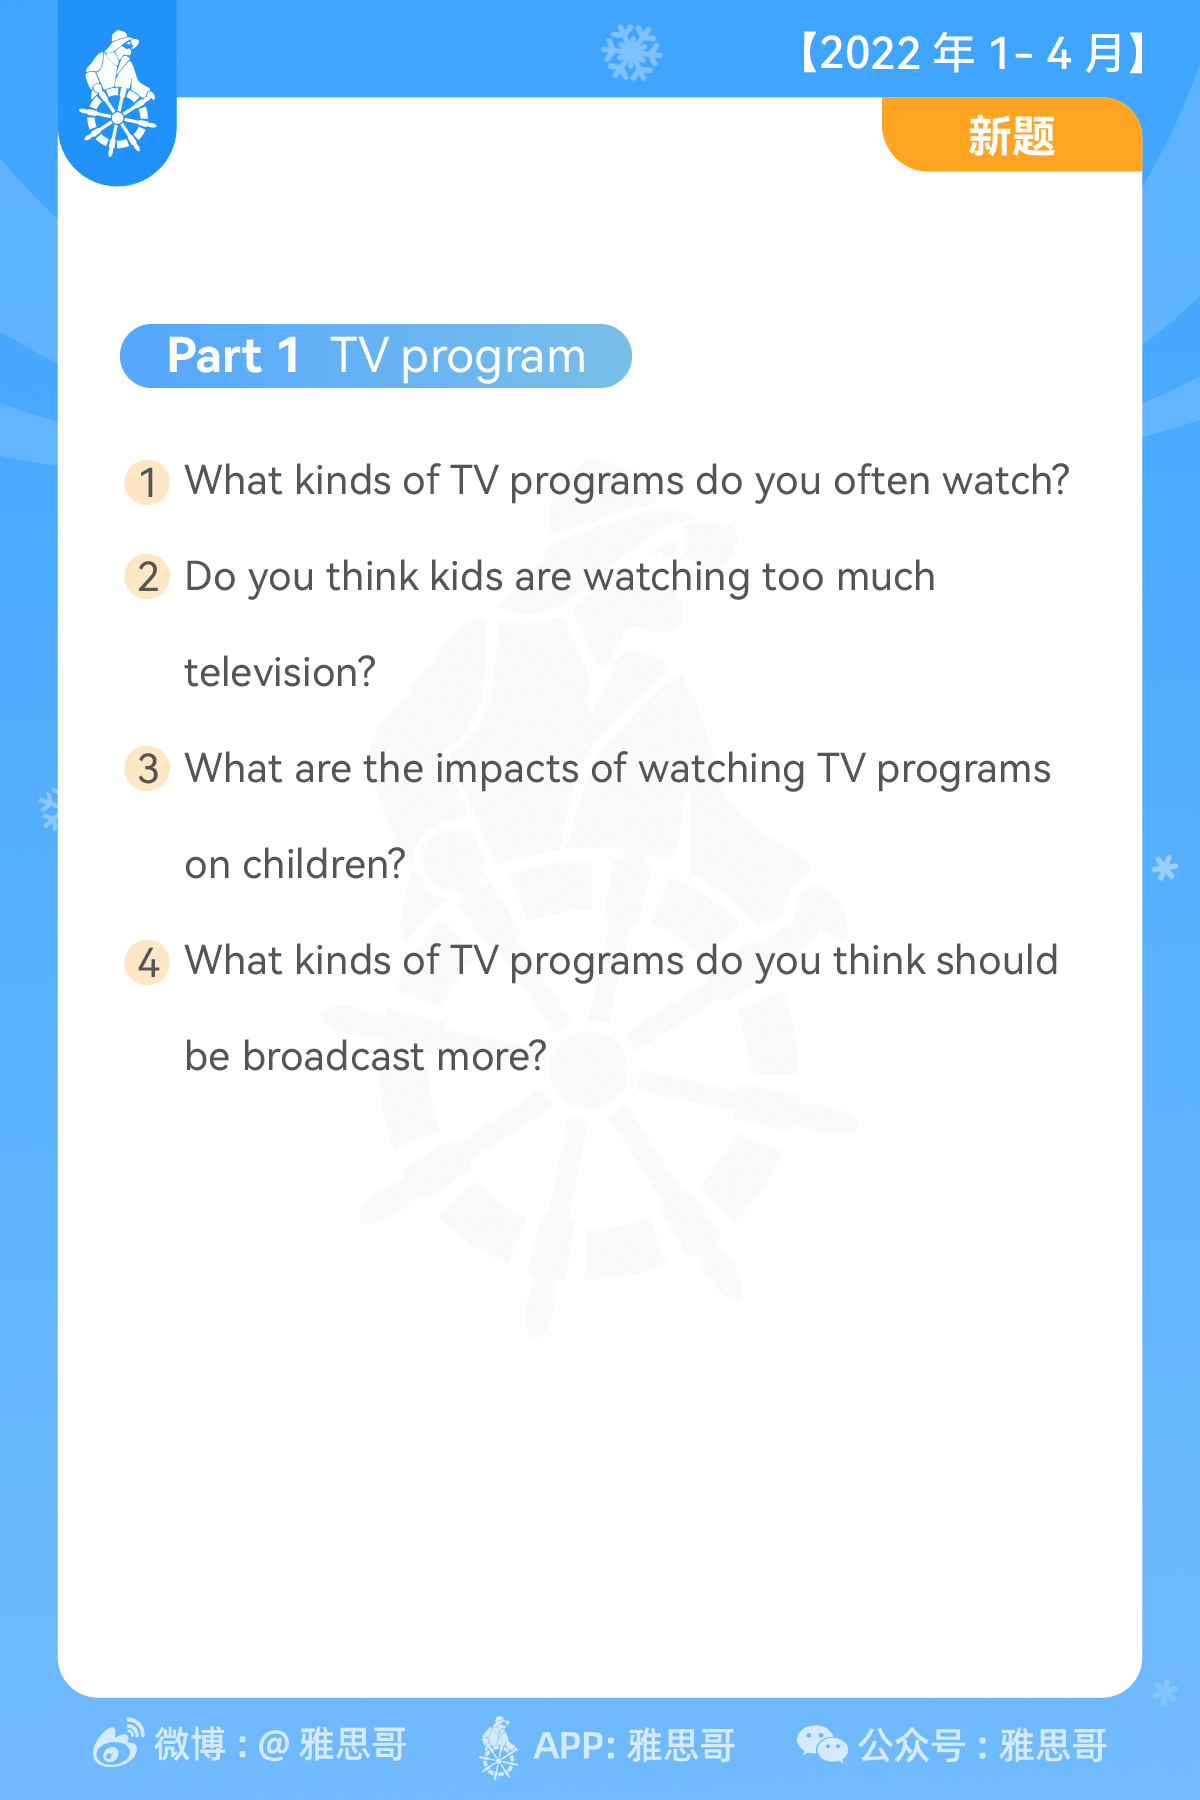 【2022 年 1- 4 月】
新题
Part 1 TV program
1 What kinds of TV programs do you often watch?
2 Do you think kids are watching too much
television?
3 What are the impacts of watching TV programs
on children?
4 What kinds of TV programs do you think should
be broadcast more?
微博：@ 雅思哥 APP: 雅思哥 公众号：雅思哥